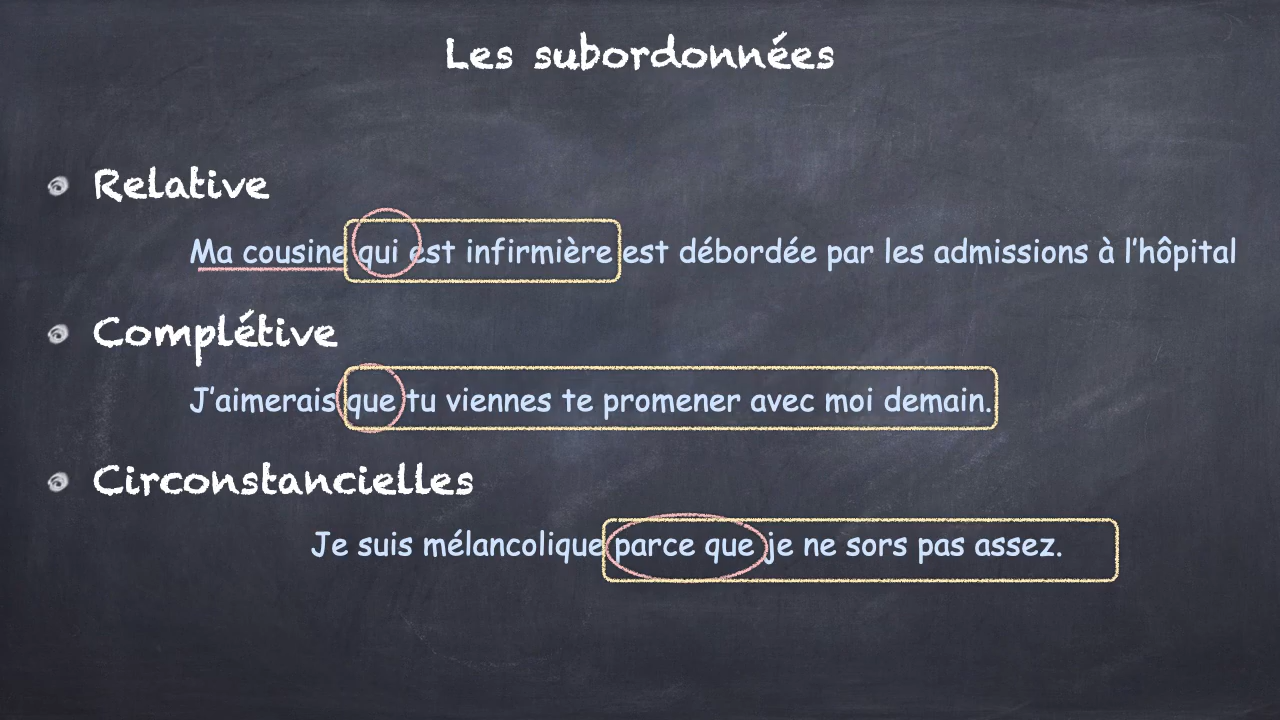 Les subordonnées
Relative
Ma cousine qui est infirmière est débordée par les admissions à l'hôpital
Complétive
J'aimerais que tu viennes te promener avec moi demain.
Circonstancielles
Je suis mélancolique parce que je ne sors pas assez.